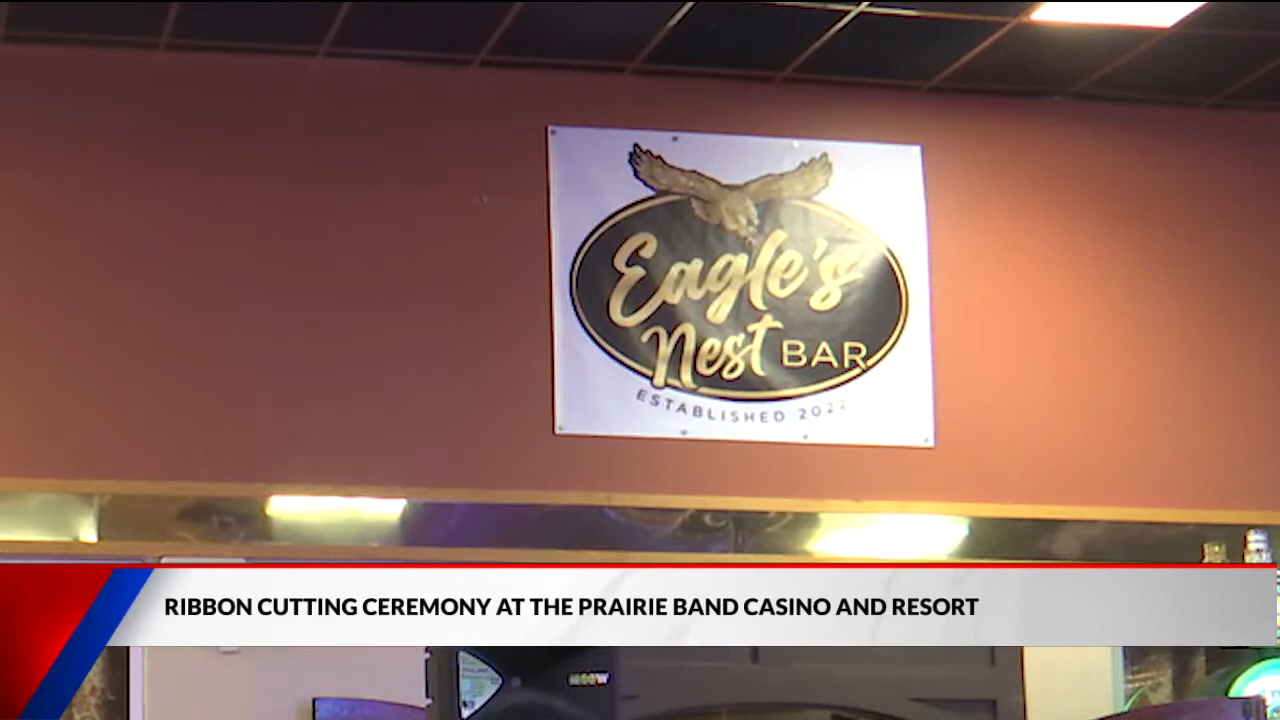 Eagle's
Nest BAR
ESTABLISHED 2022
RIBBON CUTTING CEREMONY AT THE PRAIRIE BAND CASINO AND RESORT